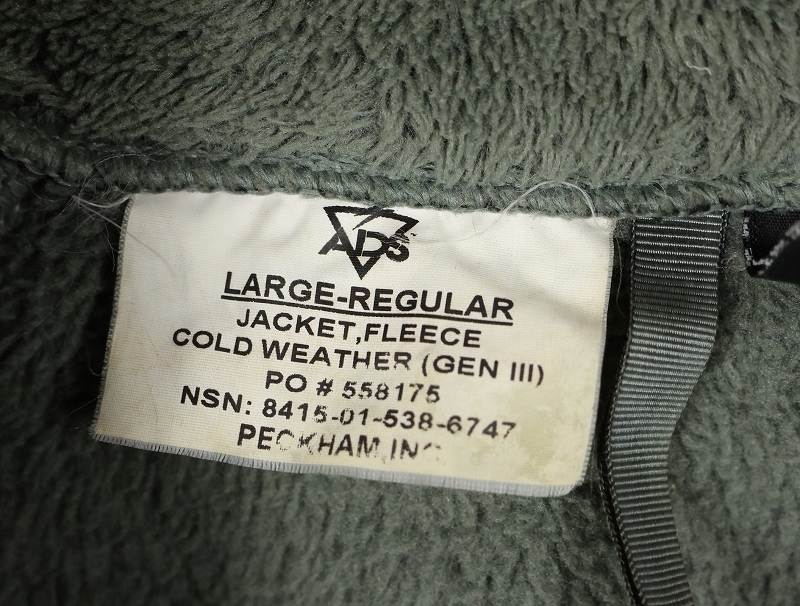 ADS
LARGE-REGULAR
JACKET,FLEECE
COLD WEATHER (GEN III)
PO # 558175
NSN: 8415-01-538-6747
PECKHAM,INC